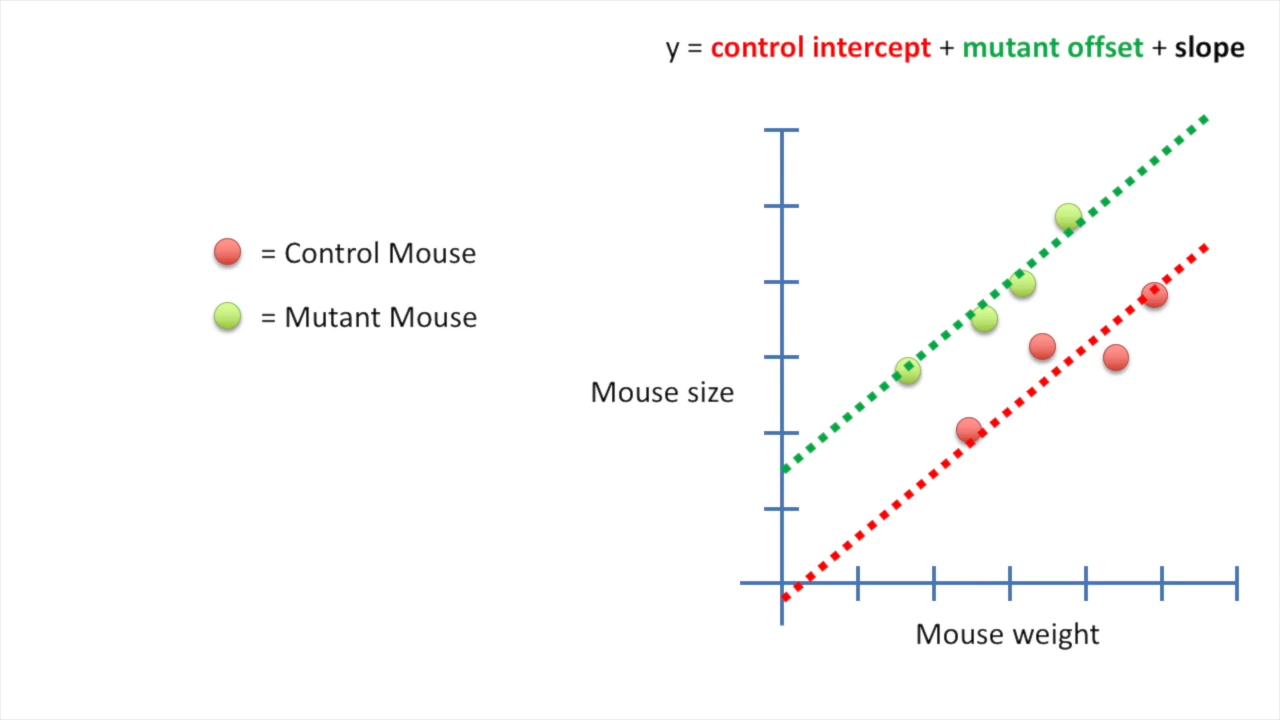 y = control intercept + mutant offset + slope
= Control Mouse
= Mutant Mouse
Mouse size
Mouse weight